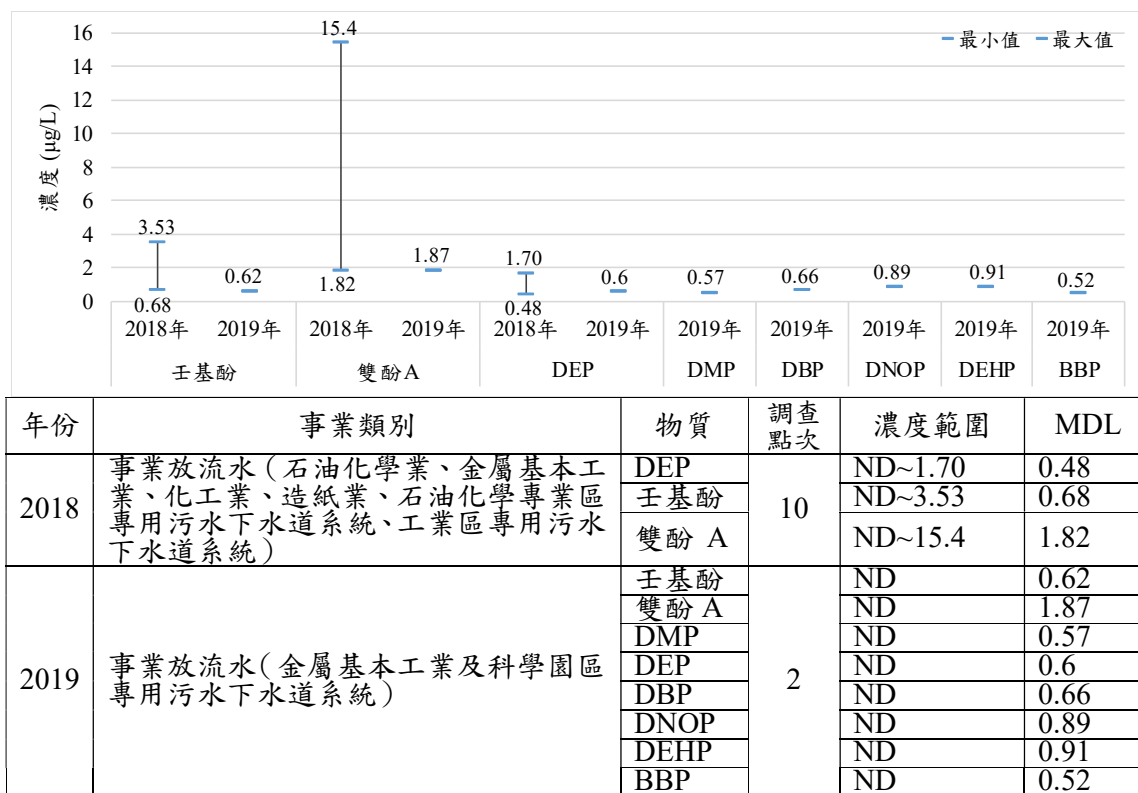 16
15.4
最小值 最大值
14
12
10
8
6
4
2
0
濃度 (μg/L)
3.53
0.68
0.62
1.82
1.87
1.70
0.48
0.6
0.57
0.66
0.89
0.91
0.52
2018年 2019年 2018年 2019年 2018年 2019年 2019年 2019年 2019年 2019年 2019年
壬基酚 雙酚A DEP DMP DBP DNOP DEHP BBP
年份 事業類別 物質 調查點次 濃度範圍 MDL
2018
事業放流水(石油化學業、金屬基本工
業、化工業、造紙業、石油化學專業區
專用污水下水道系統、工業區專用污水
下水道系統)
10
DEP ND~1.70 0.48
壬基酚 ND~3.53 0.68
雙酚 A ND~15.4 1.82
2019
事業放流水(金屬基本工業及科學園區
專用污水下水道系統)
2
壬基酚 ND 0.62
雙酚 A ND 1.87
DMP ND 0.57
DEP ND 0.6
DBP ND 0.66
DNOP ND 0.89
DEHP ND 0.91
BBP ND 0.52